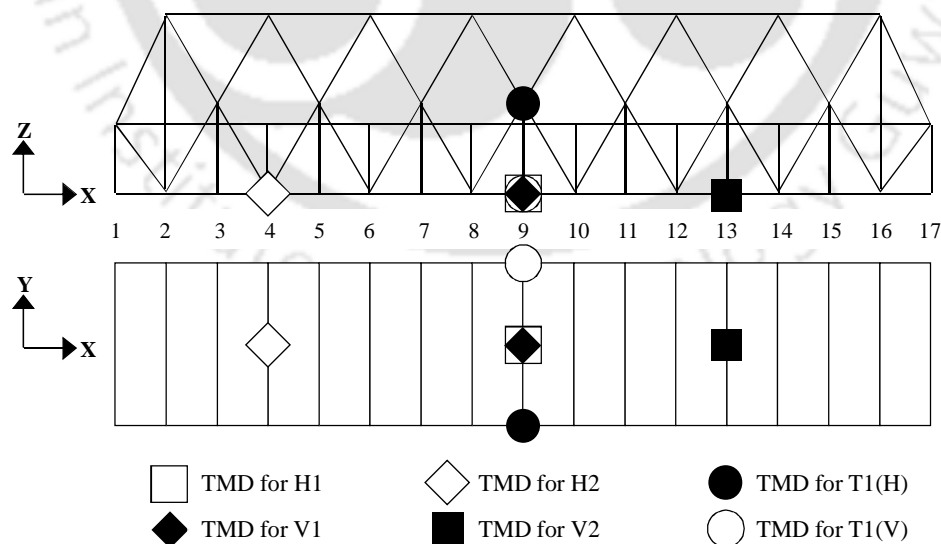 Z
X
1 2 3 4 5 6 7 8 9 10 11 12 13 14 15 16 17
Y
X
TMD for H1 TMD for H2 TMD for T1(H)
TMD for V1 TMD for V2 TMD for T1(V)